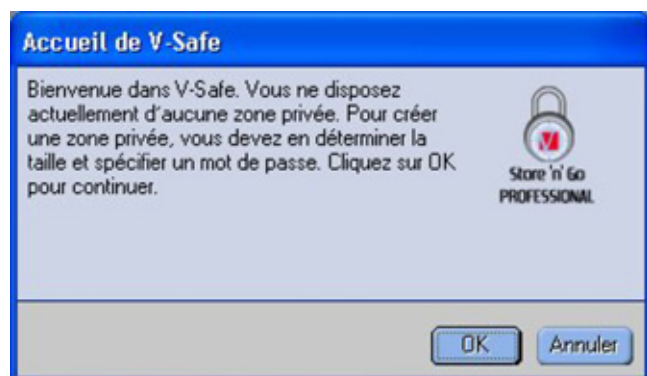 Accueil de V-Safe
Bienvenue dans V-Safe. Vous ne disposez
actuellement d'aucune zone privée. Pour créer
une zone privée, vous devez en déterminer la
taille et spécifier un mot de passe. Cliquez sur OK
pour continuer.
Store 'n' Go
PROFESSIONAL
OK
Annuler